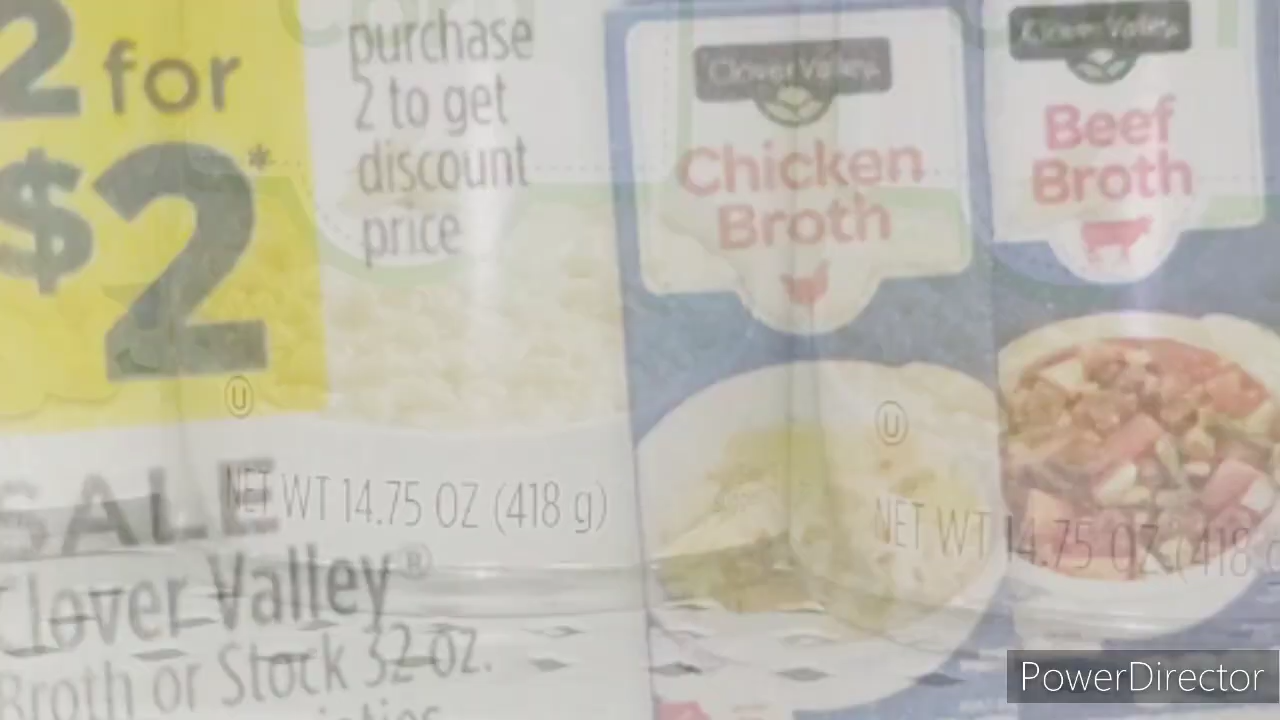 2 for
$2*
purchase
2 to get
discount
price
SALE
Clover Valley®
Broth or Stock 32-oz.
Clover Valley
Chicken
Broth
Clover Valley
Beef
Broth
U
NET WT 14.75 OZ (418 g)
U
NET WT 14.75 OZ (418 g
PowerDirector